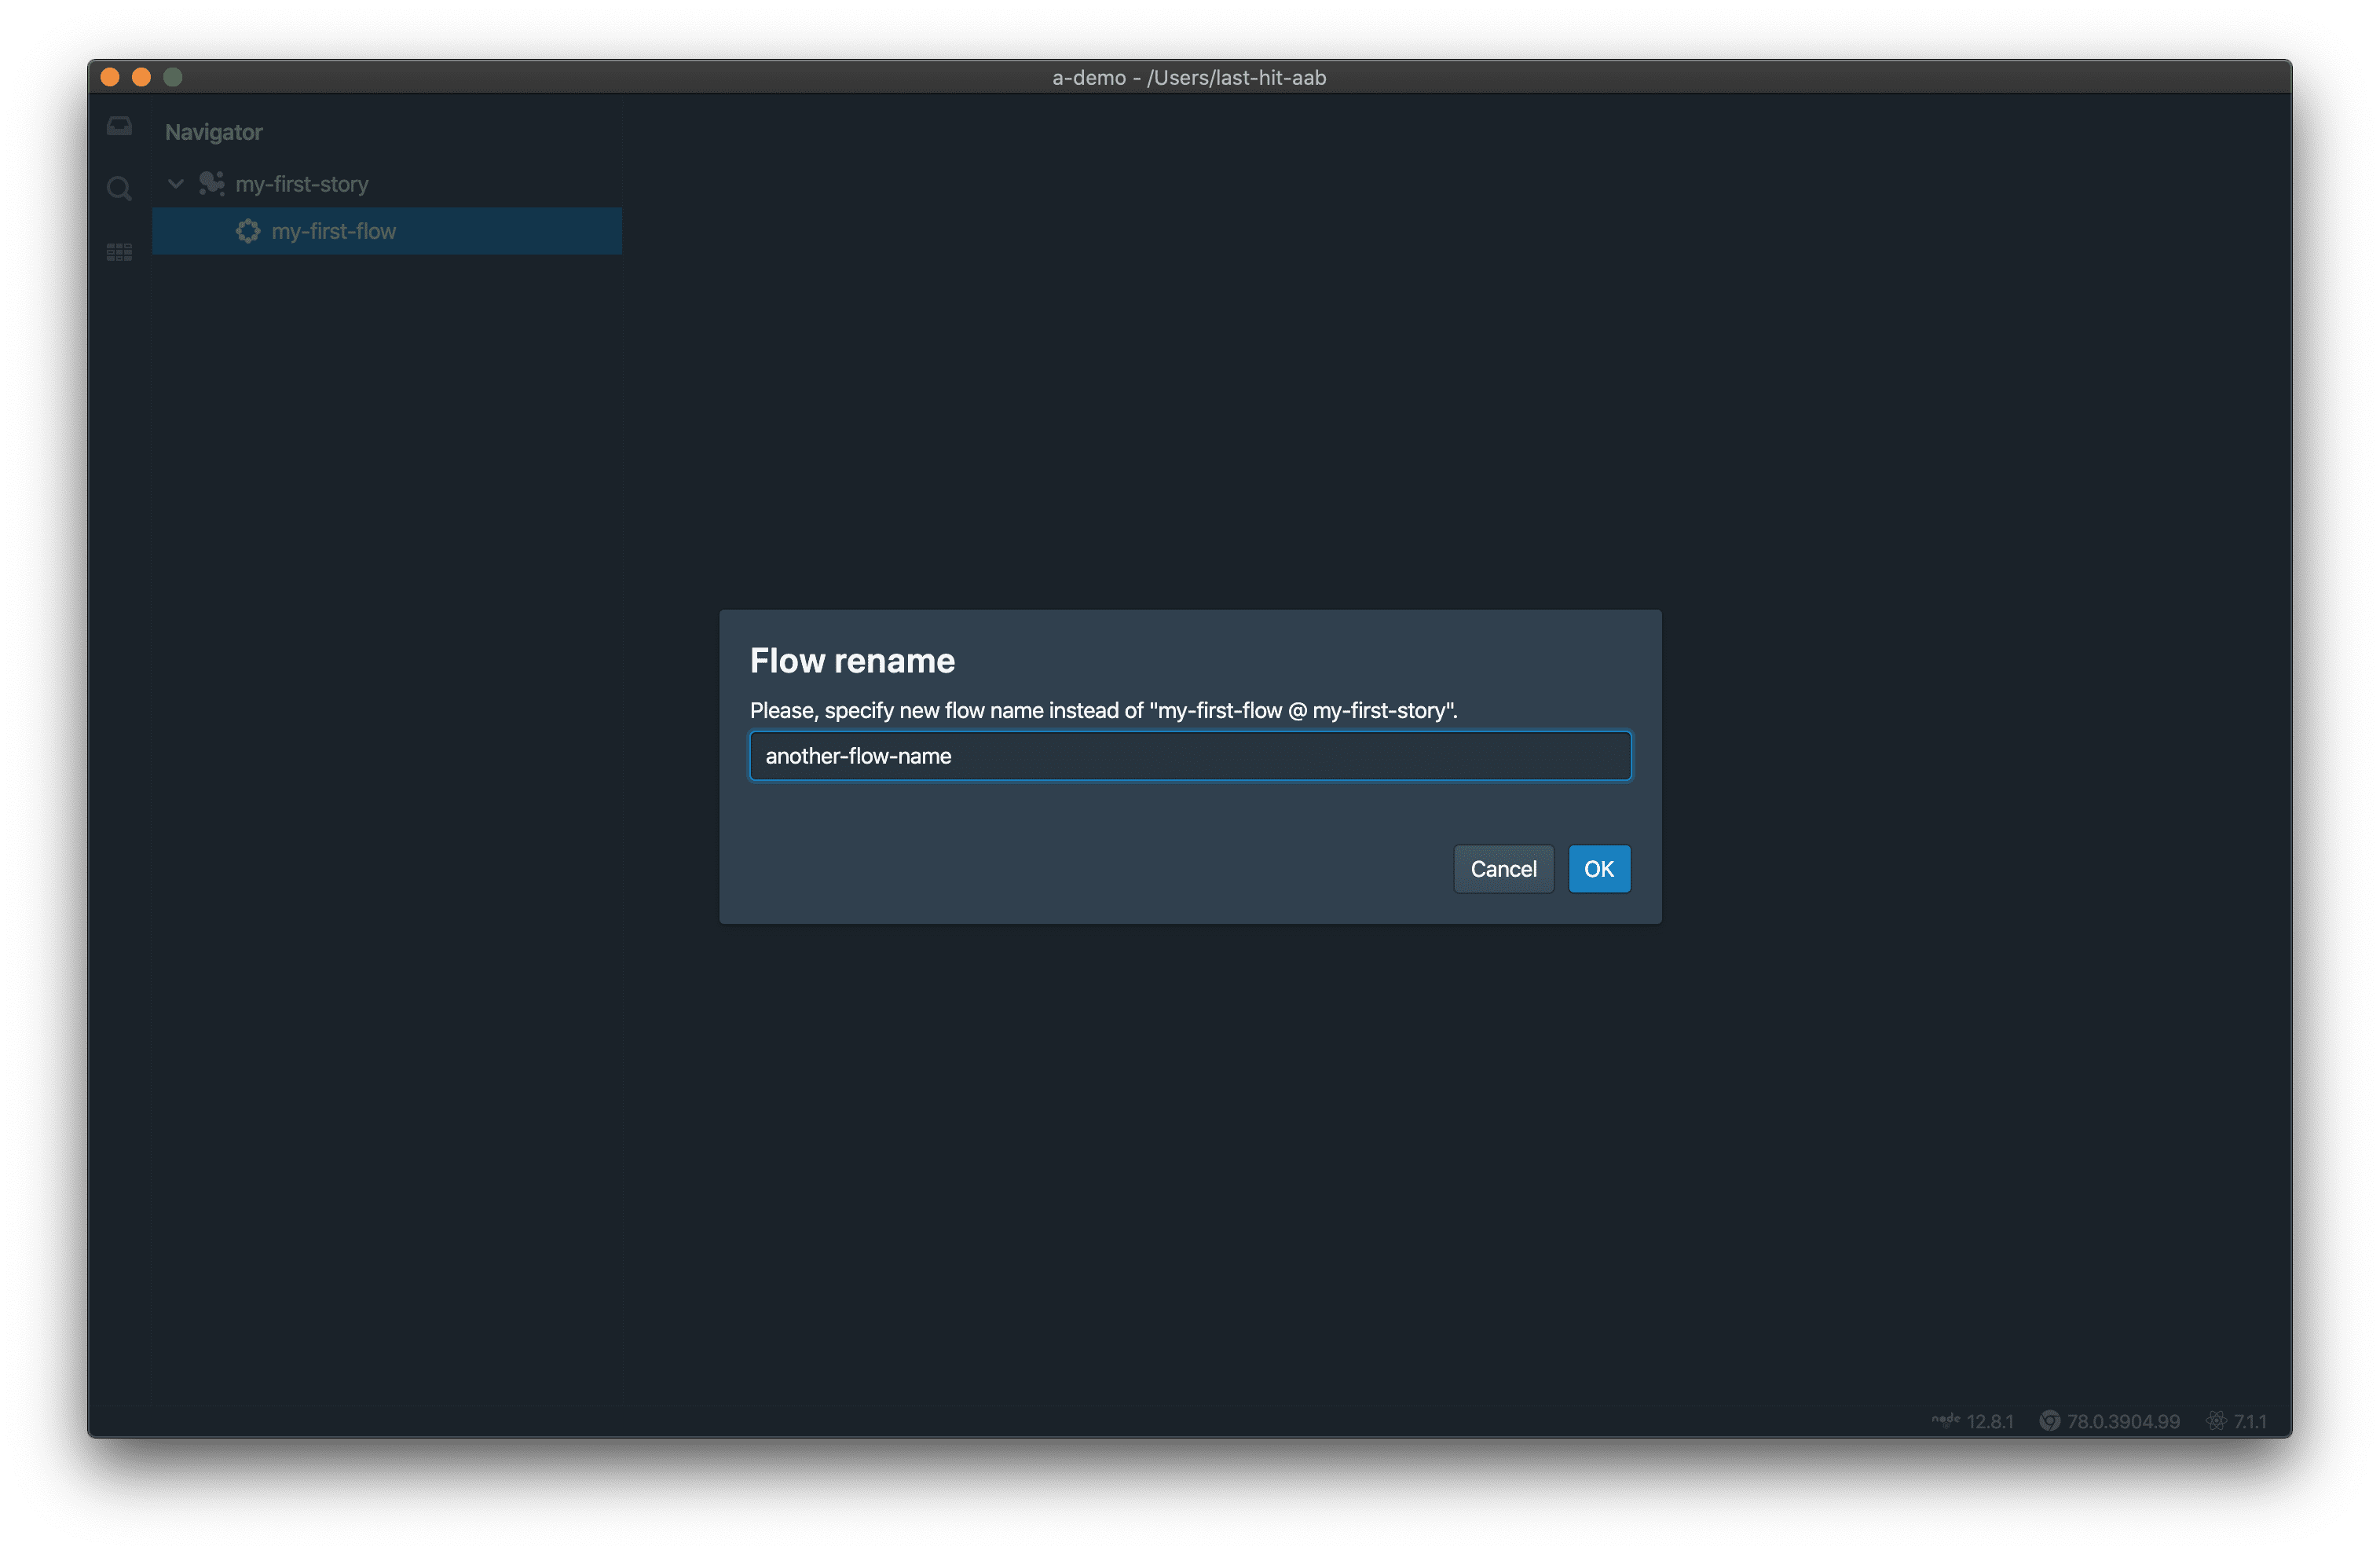 a-demo - /Users/last-hit-aab
Navigator
my-first-story
my-first-flow
Flow rename
Please, specify new flow name instead of "my-first-flow @ my-first-story".
another-flow-name
Cancel
OK
node 12.8.1 78.0.3904.99 7.1.1